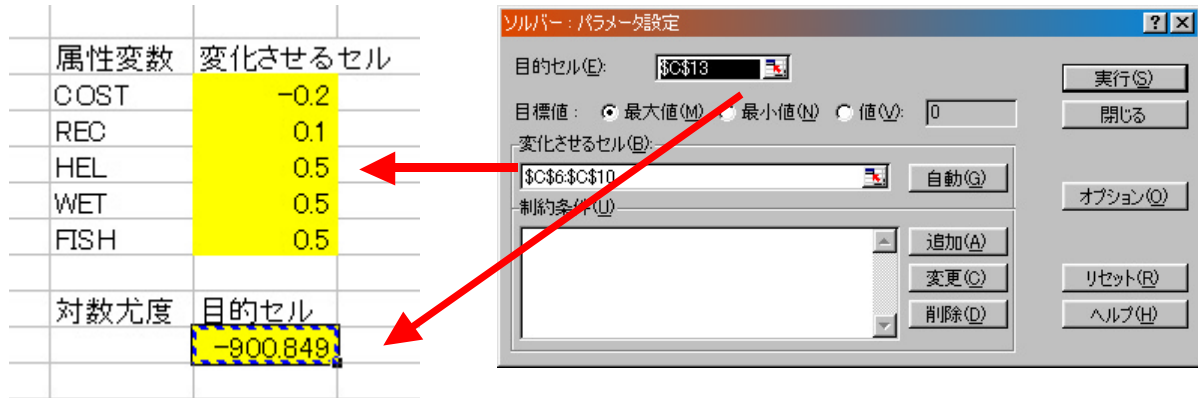 属性変数 変化させるセル
COST -0.2
REC 0.1
HEL 0.5
WET 0.5
FISH 0.5
対数尤度 目的セル
-900.849
ソルバー：パラメータ設定
目的セル(E): $C$13
実行(S)
目標値： 最大値(M) 最小値(N) 値(V): 0
閉じる
変化させるセル(B):
$C$6:$C$10
自動(G)
オプション(O)
制約条件(U)
追加(A)
変更(C)
リセット(R)
削除(D)
ヘルプ(H)